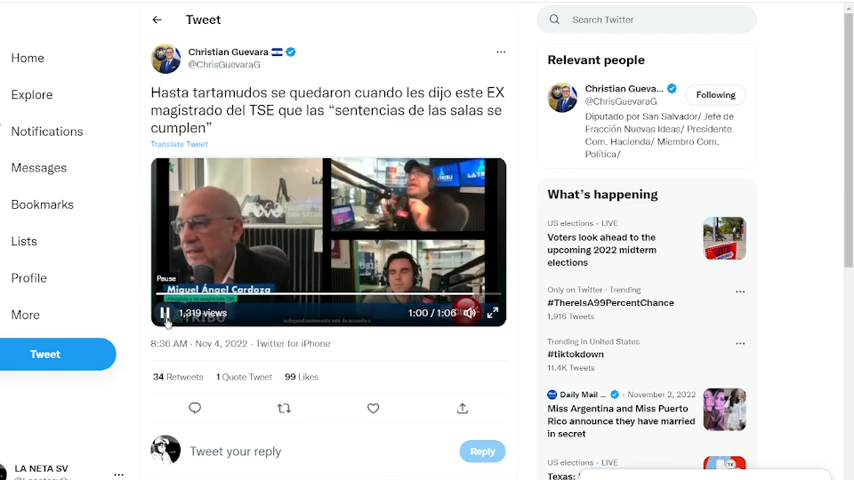 Tweet
Search Twitter
Home
Explore
Notifications
Messages
Bookmarks
Lists
Profile
More
Tweet
LA NETA SV
Christian Guevara
@ChrisGuevaraG
Hasta tartamudos se quedaron cuando les dijo este EX
magistrado del TSE que las “sentencias de las salas se
cumplen”
Translate Tweet
Pause
Miguel Ángel Cardoza
1,319 views
1:00 / 1:06
8:36 AM · Nov 4, 2022 · Twitter for iPhone
34 Retweets 1 Quote Tweet 99 Likes
Tweet your reply
Reply
Relevant people
Christian Gueva...
@ChrisGuevaraG
Following
Diputado por San Salvador/ Jefe de
Fracción Nuevas Ideas/ Presidente
Com. Hacienda/ Miembro Com.
Política/
What’s happening
US elections · LIVE
Voters look ahead to the
upcoming 2022 midterm
elections
Only on Twitter · Trending
#ThereIsA99PercentChance
1,916 Tweets
Trending in United States
#tiktokdown
11.4K Tweets
Daily Mail ... · November 2, 2022
Miss Argentina and Miss Puerto
Rico announce they have married
in secret
US elections · LIVE